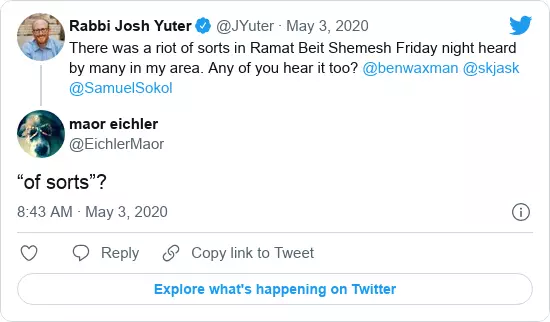 Rabbi Josh Yuter @JYuter · May 3, 2020
There was a riot of sorts in Ramat Beit Shemesh Friday night heard
by many in my area. Any of you hear it too? @benwaxman @skjask
@SamuelSokol
maor eichler
@EichlerMaor
“of sorts”?
8:43 AM · May 3, 2020
Reply Copy link to Tweet
Explore what's happening on Twitter